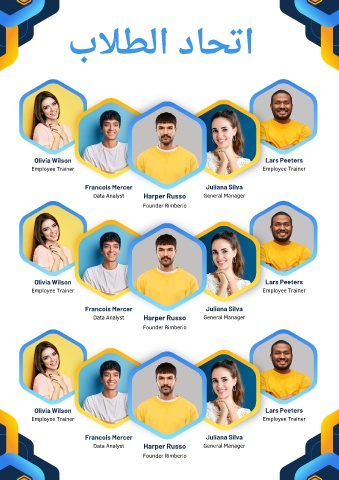 اتحاد الطلاب
Olivia Wilson
Employee Trainer
Francois Mercer
Data Analyst
Harper Russo
Founder Rimberio
Juliana Silva
General Manager
Lars Peeters
Employee Trainer
Olivia Wilson
Employee Trainer
Francois Mercer
Data Analyst
Harper Russo
Founder Rimberio
Juliana Silva
General Manager
Lars Peeters
Employee Trainer
Olivia Wilson
Employee Trainer
Francois Mercer
Data Analyst
Harper Russo
Founder Rimberio
Juliana Silva
General Manager
Lars Peeters
Employee Trainer